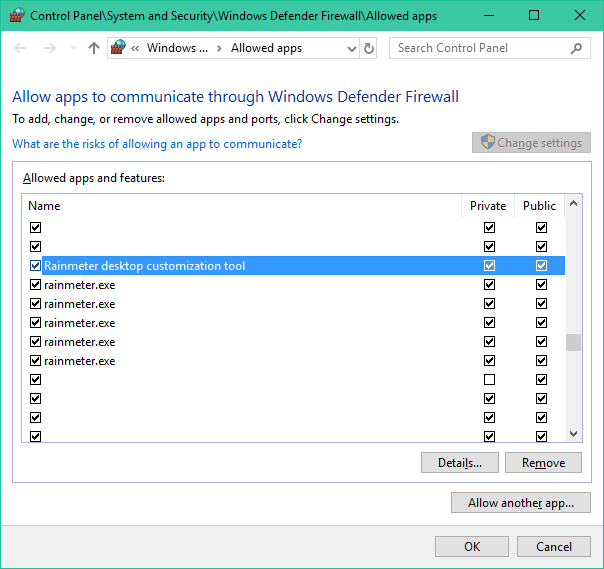 Control Panel\System and Security\Windows Defender Firewall\Allowed apps
« Windows ... › Allowed apps Search Control Panel
Allow apps to communicate through Windows Defender Firewall
To add, change, or remove allowed apps and ports, click Change settings.
What are the risks of allowing an app to communicate? Change settings
Allowed apps and features:
Name Private Public
Rainmeter desktop customization tool
rainmeter.exe
rainmeter.exe
rainmeter.exe
rainmeter.exe
rainmeter.exe
Details... Remove
Allow another app...
OK Cancel